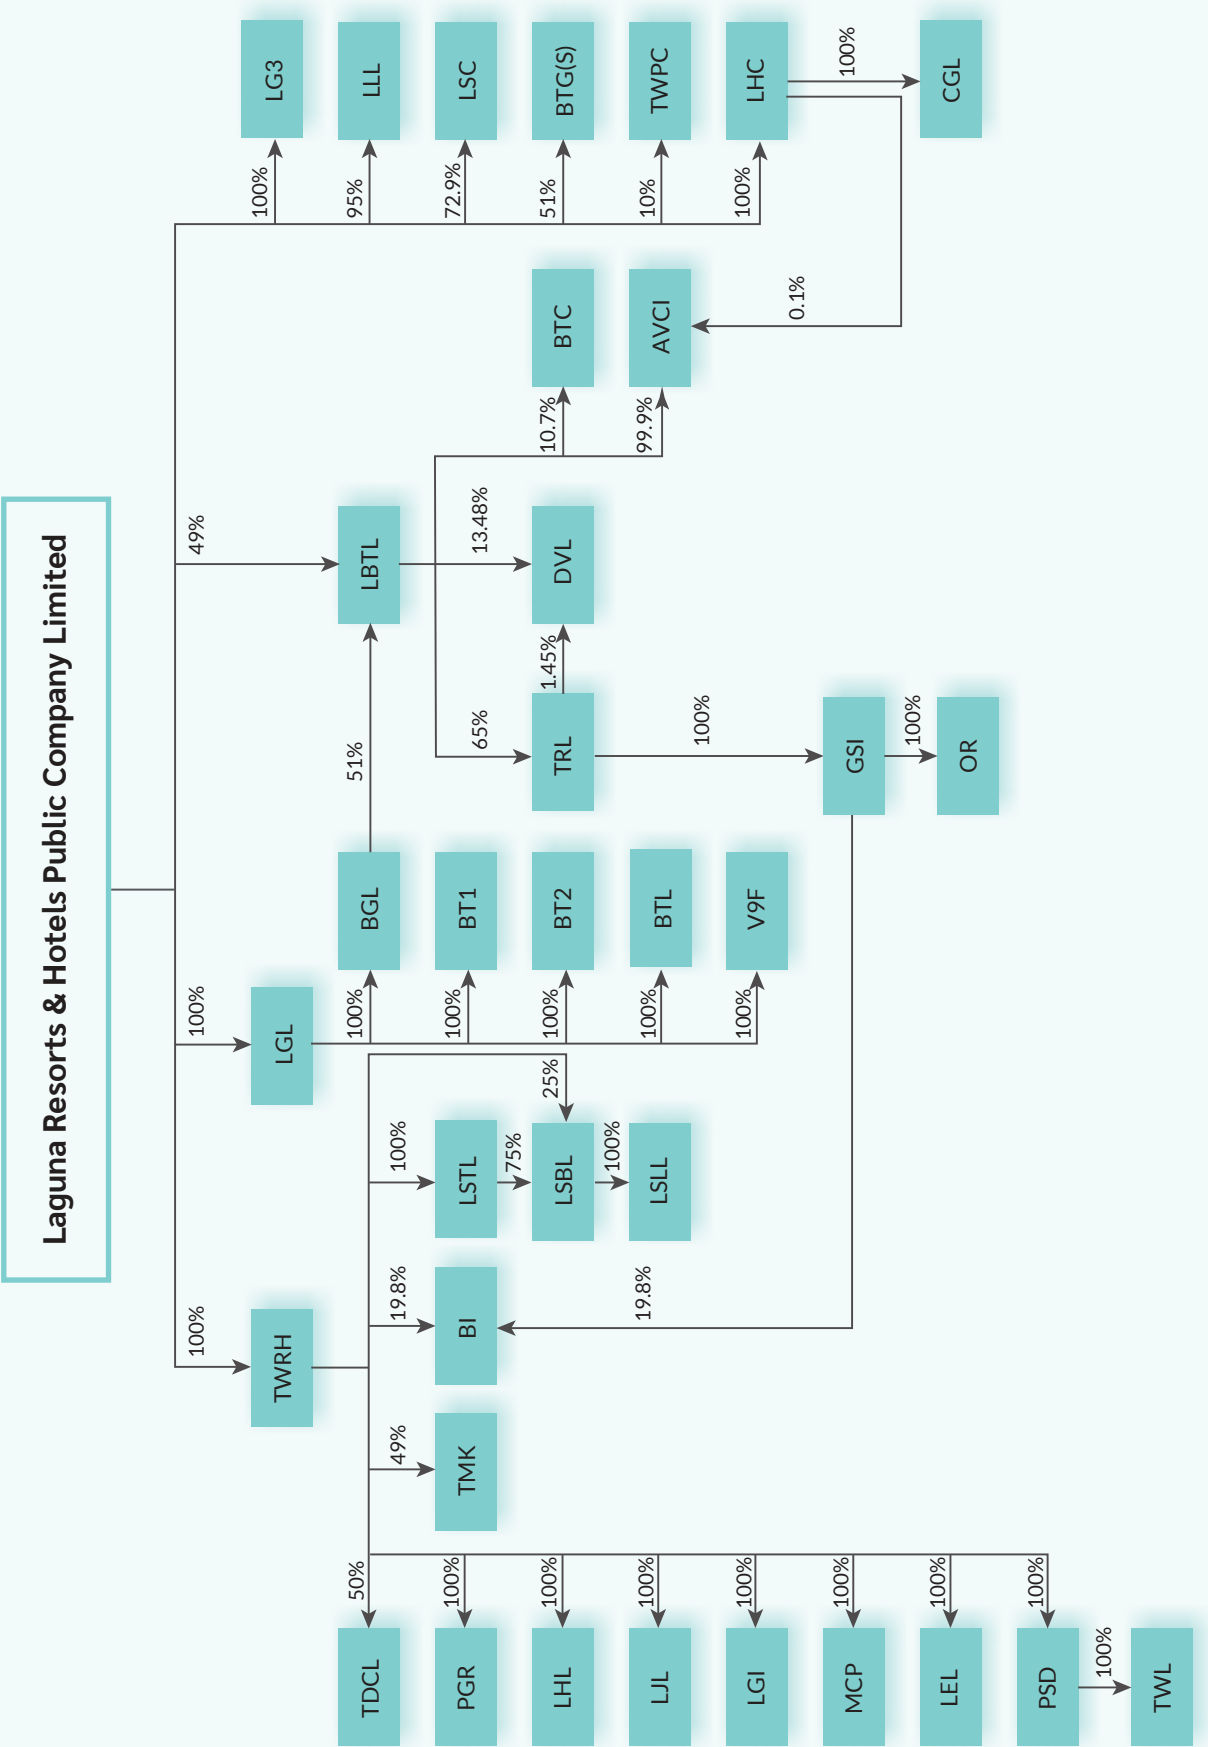 Laguna Resorts & Hotels Public Company Limited
100%
100%
49%
TWRH
LGL
100%
LG3
50%
TDCL
100%
BGL
51%
LBTL
95%
LLL
49%
19.8%
100%
100%
PGR
TMK
BI
LSTL
100%
BT1
65%
13.48%
72.9%
LSC
75%
25%
100%
LHL
LSBL
100%
BT2
TRL
1.45%
DVL
10.7%
BTC
51%
BTG(S)
100%
100%
LJL
19.8%
LSLL
100%
BTL
99.9%
AVCI
10%
TWPC
100%
100%
LGI
100%
V9F
0.1%
100%
LHC
100%
MCP
GSI
100%
100%
100%
LEL
OR
CGL
100%
PSD
100%
TWL